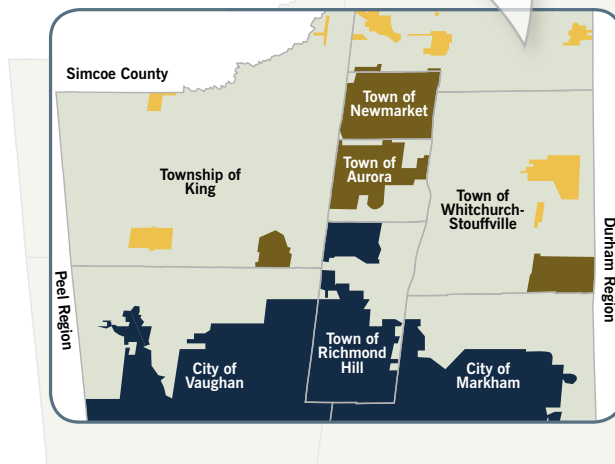 Simcoe County
Town of
Newmarket
Township of
King
Town of
Aurora
Town of
Whitchurch-
Stouffville
Durham Region
Peel Region
City of
Vaughan
Town of
Richmond
Hill
City of
Markham